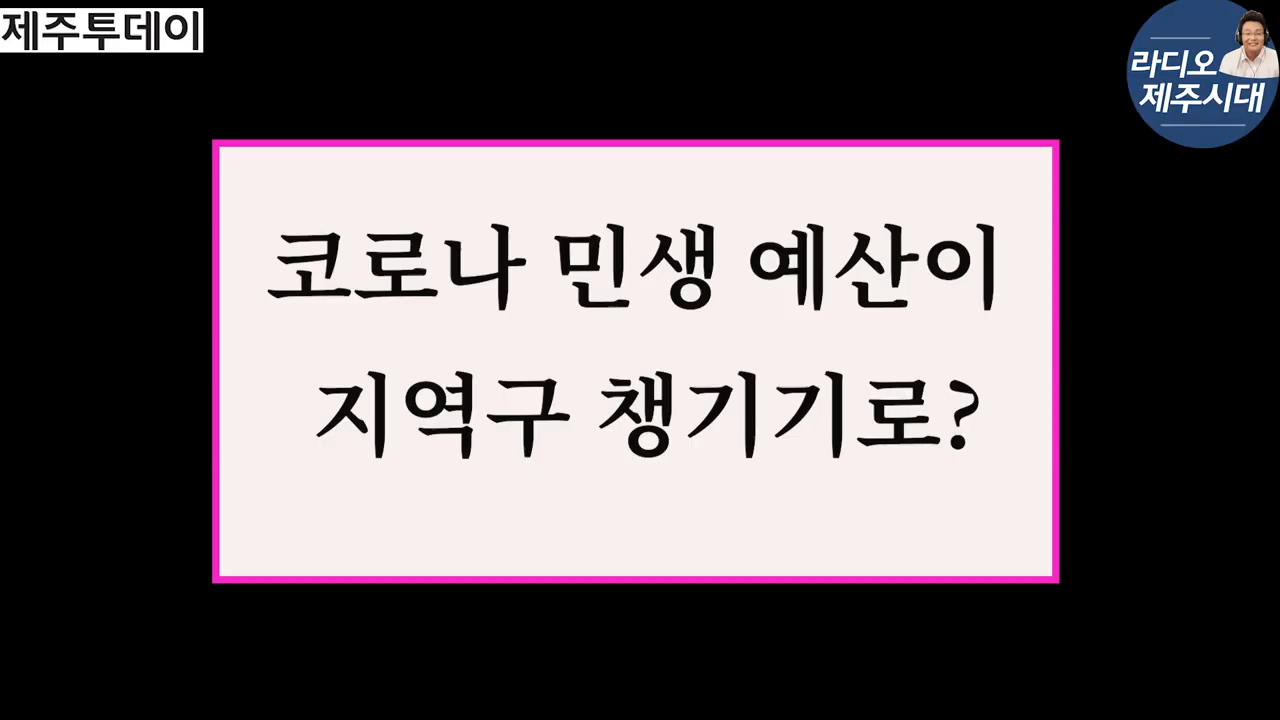 제주투데이
라디오
제주시대
코로나 민생 예산이
지역구 챙기기로?